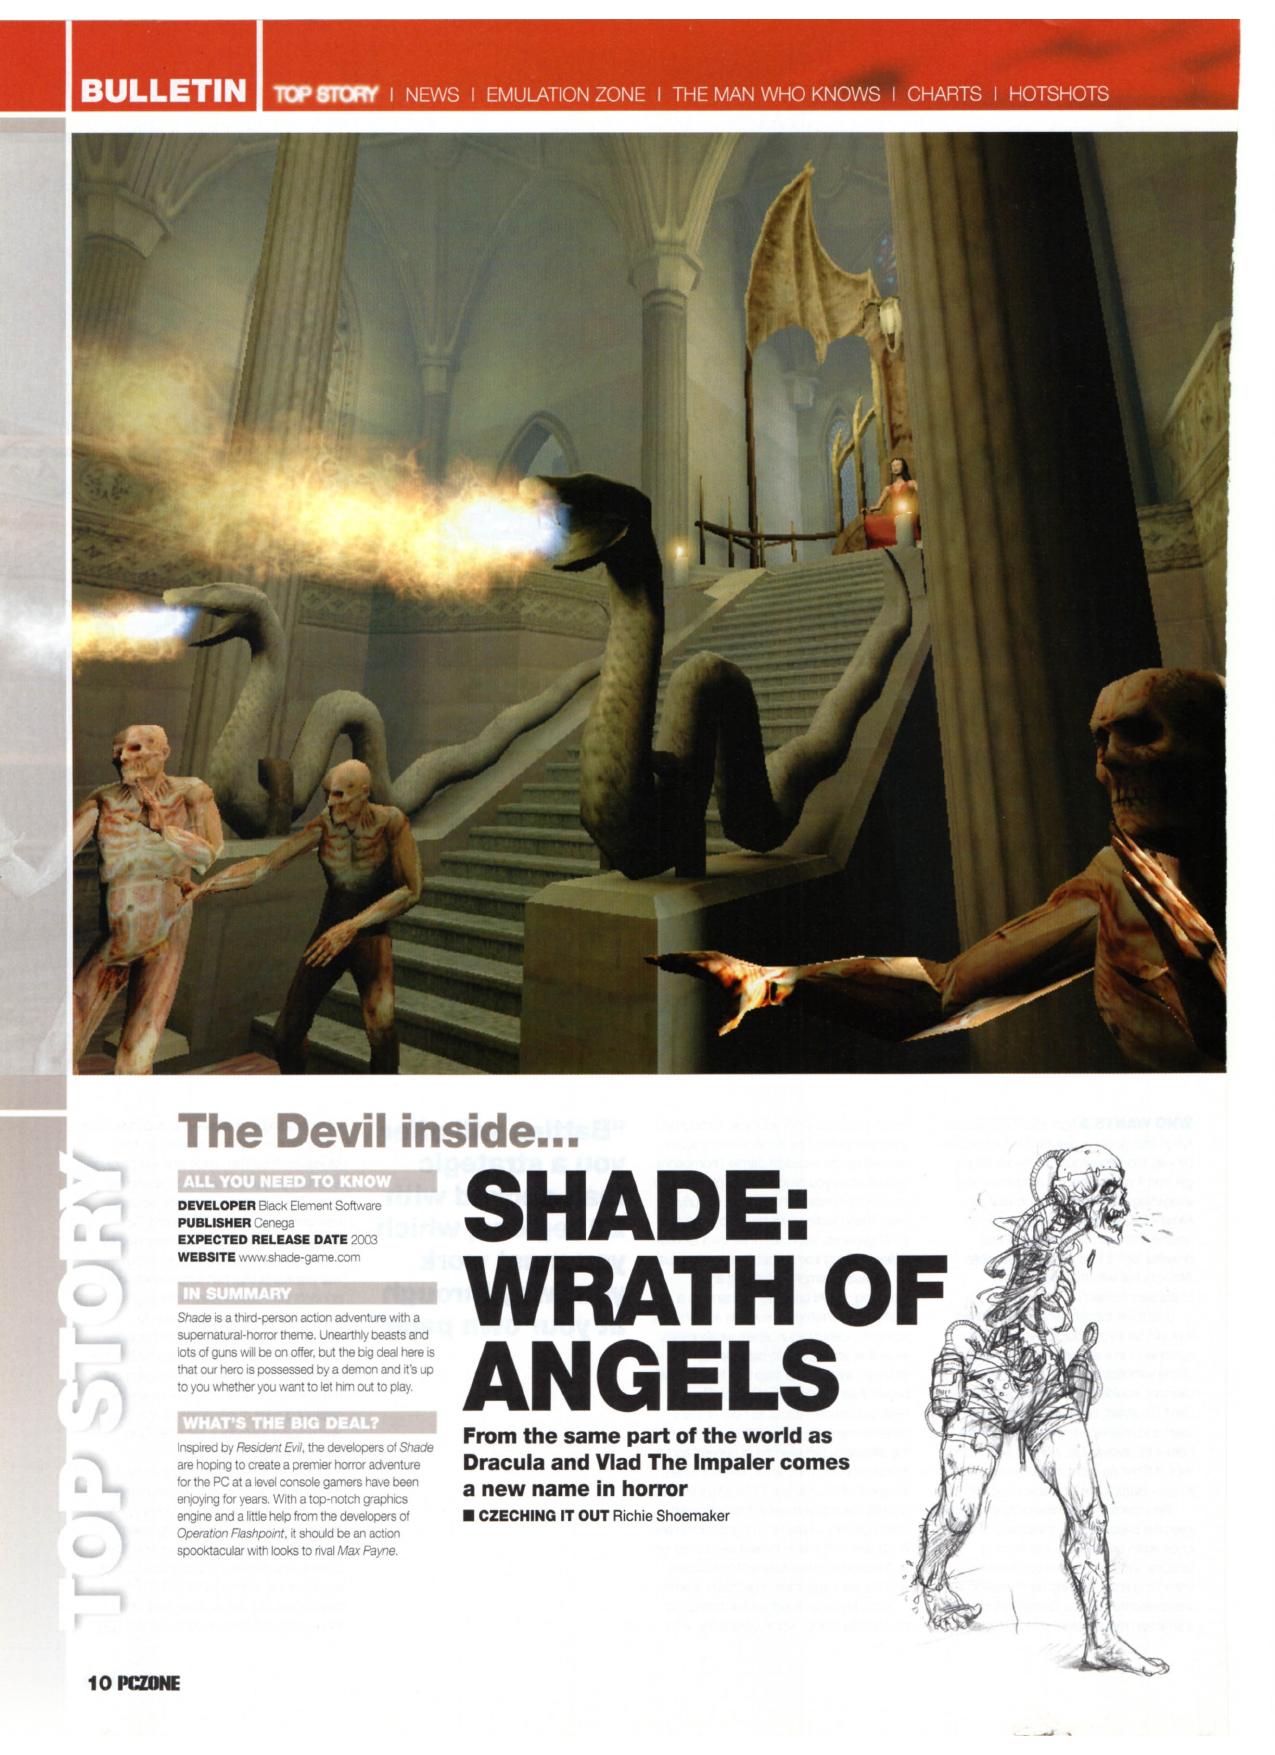 BULLETIN
TOP STORY | NEWS | EMULATION ZONE | THE MAN WHO KNOWS | CHARTS | HOTSHOTS
TOP STORY
The Devil inside...
ALL YOU NEED TO KNOW
DEVELOPER Black Element Software
PUBLISHER Cenega
EXPECTED RELEASE DATE 2003
WEBSITE www.shade-game.com
IN SUMMARY
Shade is a third-person action adventure with a
supernatural-horror theme. Unearthly beasts and
lots of guns will be on offer, but the big deal here is
that our hero is possessed by a demon and it's up
to you whether you want to let him out to play.
WHAT'S THE BIG DEAL?
Inspired by Resident Evil, the developers of Shade
are hoping to create a premier horror adventure
for the PC at a level console gamers have been
enjoying for years. With a top-notch graphics
engine and a little help from the developers of
Operation Flashpoint, it should be an action
spooktacular with looks to rival Max Payne.
SHADE:
WRATH OF
ANGELS
From the same part of the world as
Dracula and Vlad The Impaler comes
a new name in horror
■ CZECHING IT OUT Richie Shoemaker
10 PCZONE